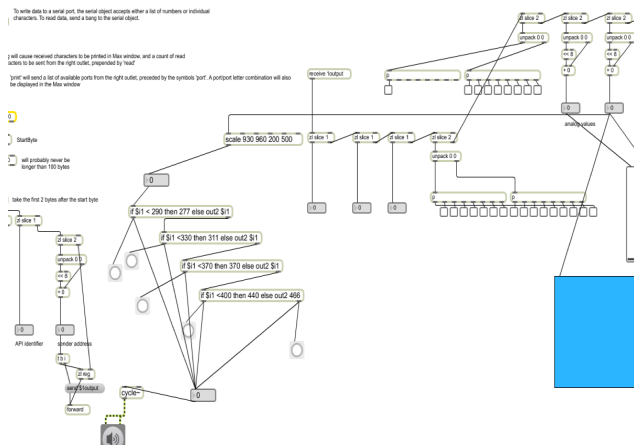 To write data to a serial port, the serial object accepts either a list of numbers or individual
characters. To read data, send a bang to the serial object.
g will cause received characters to be printed in Max window, and a count of read
acters to be sent from the right outlet, prepended by 'read'
'print' will send a list of available ports from the right outlet, preceded by the symbols 'port'. A port/port letter combination will also
be displayed in the Max window
0
StartByte
will probably never be
longer than 160 bytes
take the first 2 bytes after the start byte
zl slice 1
zl slice 2
unpack 0 0
<< 8
+ 0
0
0
API identifier
sender address
t b i
zl reg
send $1output
forward
scale 930 960 200 500
0
if $i1 < 290 then 277 else out2 $i1
if $i1 <330 then 311 else out2 $i1
if $i1 <370 then 370 else out2 $i1
if $i1 <400 then 440 else out2 466
cycle~
0
receive 1output
zl slice 1
zl slice 1
zl slice 1
zl slice 2
unpack 0 0
0
0
0
p
p
p
p
zl slice 2
zl slice 2
zl slice 2
unpack 0 0
unpack 0 0
<< 8
<< 8
+ 0
+ 0
0
0
analog values